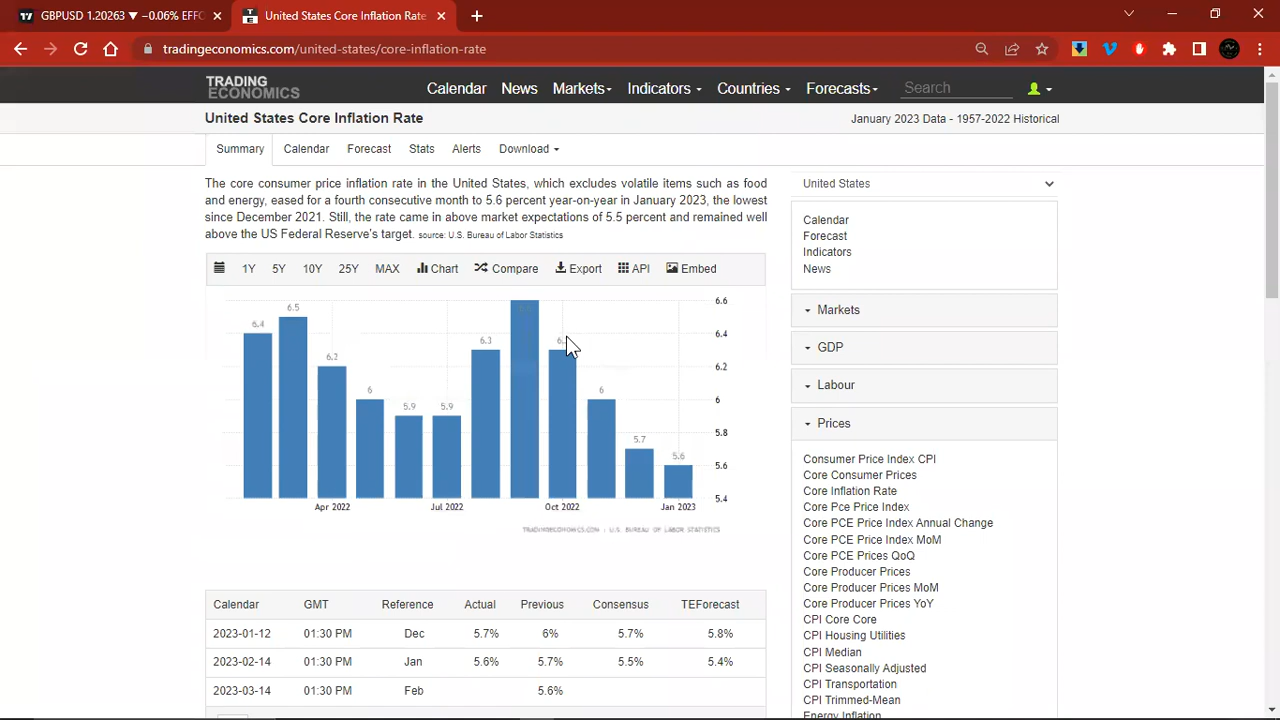 GBPUSD 1.20263 ▼ −0.06% EFFO
United States Core Inflation Rate
tradingeconomics.com/united-states/core-inflation-rate
TRADING ECONOMICS
Calendar News Markets Indicators Countries Forecasts Search
United States Core Inflation Rate
January 2023 Data - 1957-2022 Historical
Summary Calendar Forecast Stats Alerts Download
The core consumer price inflation rate in the United States, which excludes volatile items such as food
and energy, eased for a fourth consecutive month to 5.6 percent year-on-year in January 2023, the lowest
since December 2021. Still, the rate came in above market expectations of 5.5 percent and remained well
above the US Federal Reserve's target. source: U.S. Bureau of Labor Statistics
1Y 5Y 10Y 25Y MAX Chart Compare Export API Embed
6.4 6.5 6.2 6 5.9 5.9 6.3 6 5.7 5.6
6.6
6.4
6.2
6
5.8
5.6
5.4
Apr 2022 Jul 2022 Oct 2022 Jan 2023
TRADINGECONOMICS.COM | U.S. BUREAU OF LABOR STATISTICS
Calendar GMT Reference Actual Previous Consensus TEForecast
2023-01-12 01:30 PM Dec 5.7% 6% 5.7% 5.8%
2023-02-14 01:30 PM Jan 5.6% 5.7% 5.5% 5.4%
2023-03-14 01:30 PM Feb 5.6%
United States
Calendar
Forecast
Indicators
News
Markets
GDP
Labour
Prices
Consumer Price Index CPI
Core Consumer Prices
Core Inflation Rate
Core Pce Price Index
Core PCE Price Index Annual Change
Core PCE Price Index MoM
Core PCE Prices QoQ
Core Producer Prices
Core Producer Prices MoM
Core Producer Prices YoY
CPI Core Core
CPI Housing Utilities
CPI Median
CPI Seasonally Adjusted
CPI Transportation
CPI Trimmed-Mean
Energy Inflation